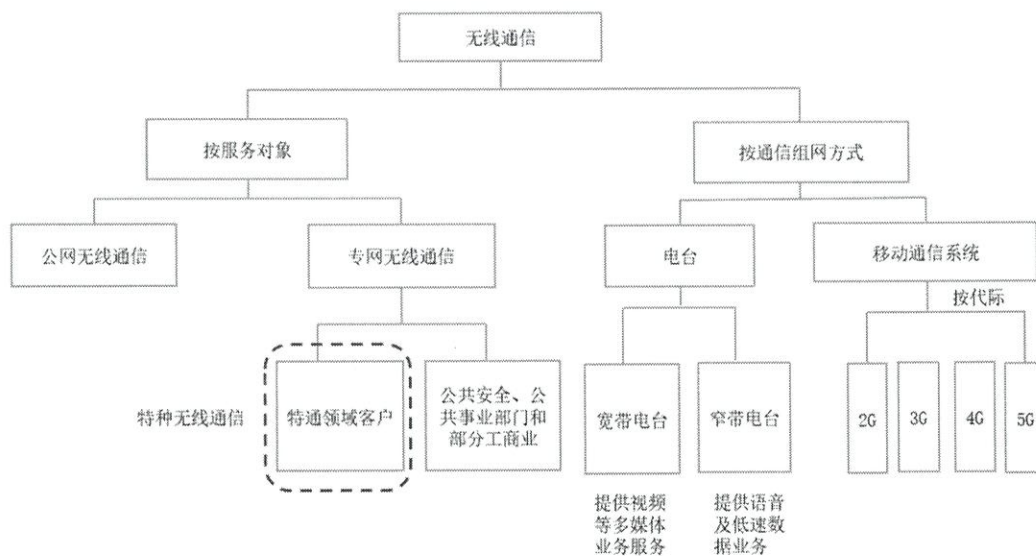 无线通信
按服务对象
按通信组网方式
公网无线通信
专网无线通信
电台
移动通信系统
按代际
特种无线通信
特通领域客户
公共安全、公
共事业部门和
部分工商业
宽带电台
窄带电台
2G
3G
4G
5G
提供视频
等多媒体
业务服务
提供语音
及低速数
据业务